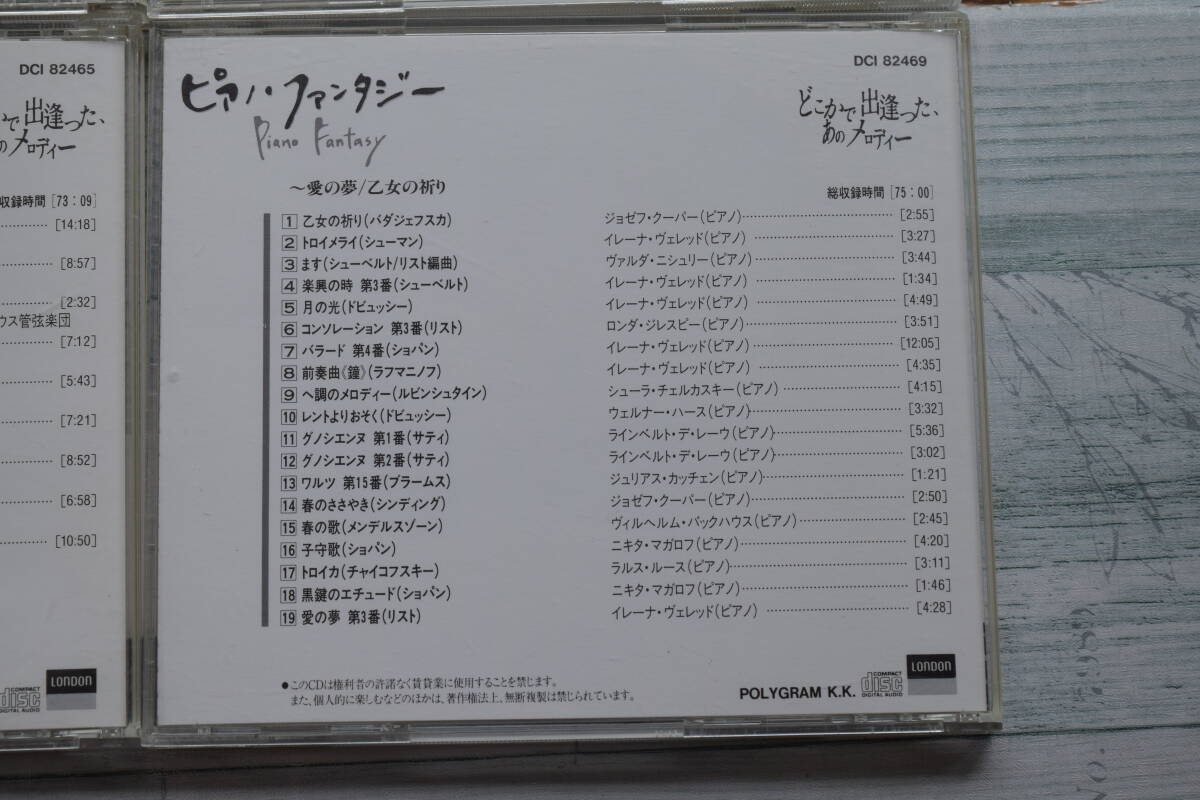 DCI 82465
で出逢った、
のメロディー
収録時間 [73:09]
[14:18]
[8:57]
[2:32]
ウス管弦楽団
[7:12]
[5:43]
[7:21]
[8:52]
[6:58]
[10:50]
COMPACT
disc
DIGITAL AUDIO
LONDON
ピアノ・ファンタジー
Piano Fantasy
DCI 82469
どこかで出逢った、
あのメロディー
〜愛の夢/乙女の祈り
総収録時間 [75:00]
1 乙女の祈り(バダジェフスカ) ジョゼフ・クーパー(ピアノ) [2:55]
2 トロイメライ(シューマン) イレーナ・ヴェレッド(ピアノ) [3:27]
3 ます(シューベルト/リスト編曲) ヴァルダ・ニシュリー(ピアノ) [3:44]
4 楽興の時 第3番(シューベルト) イレーナ・ヴェレッド(ピアノ) [1:34]
5 月の光(ドビュッシー) イレーナ・ヴェレッド(ピアノ) [4:49]
6 コンソレーション 第3番(リスト) ロンダ・ジレスピー(ピアノ) [3:51]
7 バラード 第4番(ショパン) イレーナ・ヴェレッド(ピアノ) [12:05]
8 前奏曲《鐘》(ラフマニノフ) イレーナ・ヴェレッド(ピアノ) [4:35]
9 ヘ調のメロディー(ルビンシュタイン) シューラ・チェルカスキー(ピアノ) [4:15]
10 レントよりおそく(ドビュッシー) ウェルナー・ハース(ピアノ) [3:32]
11 グノシエンヌ 第1番(サティ) ラインベルト・デ・レーウ(ピアノ) [5:36]
12 グノシエンヌ 第2番(サティ) ラインベルト・デ・レーウ(ピアノ) [3:02]
13 ワルツ 第15番(ブラームス) ジュリアス・カッチェン(ピアノ) [1:21]
14 春のささやき(シンディング) ジョゼフ・クーパー(ピアノ) [2:50]
15 春の歌(メンデルスゾーン) ヴィルヘルム・バックハウス(ピアノ) [2:45]
16 子守歌(ショパン) ニキタ・マガロフ(ピアノ) [4:20]
17 トロイカ(チャイコフスキー) ラルス・ルース(ピアノ) [3:11]
18 黒鍵のエチュード(ショパン) ニキタ・マガロフ(ピアノ) [1:46]
19 愛の夢 第3番(リスト) イレーナ・ヴェレッド(ピアノ) [4:28]
●このCDは権利者の許諾なく賃貸業に使用することを禁じます。
また、個人的に楽しむなどのほかは、著作権法上、無断複製は禁じられています。
POLYGRAM K.K.
COMPACT
disc
DIGITAL AUDIO
LONDON